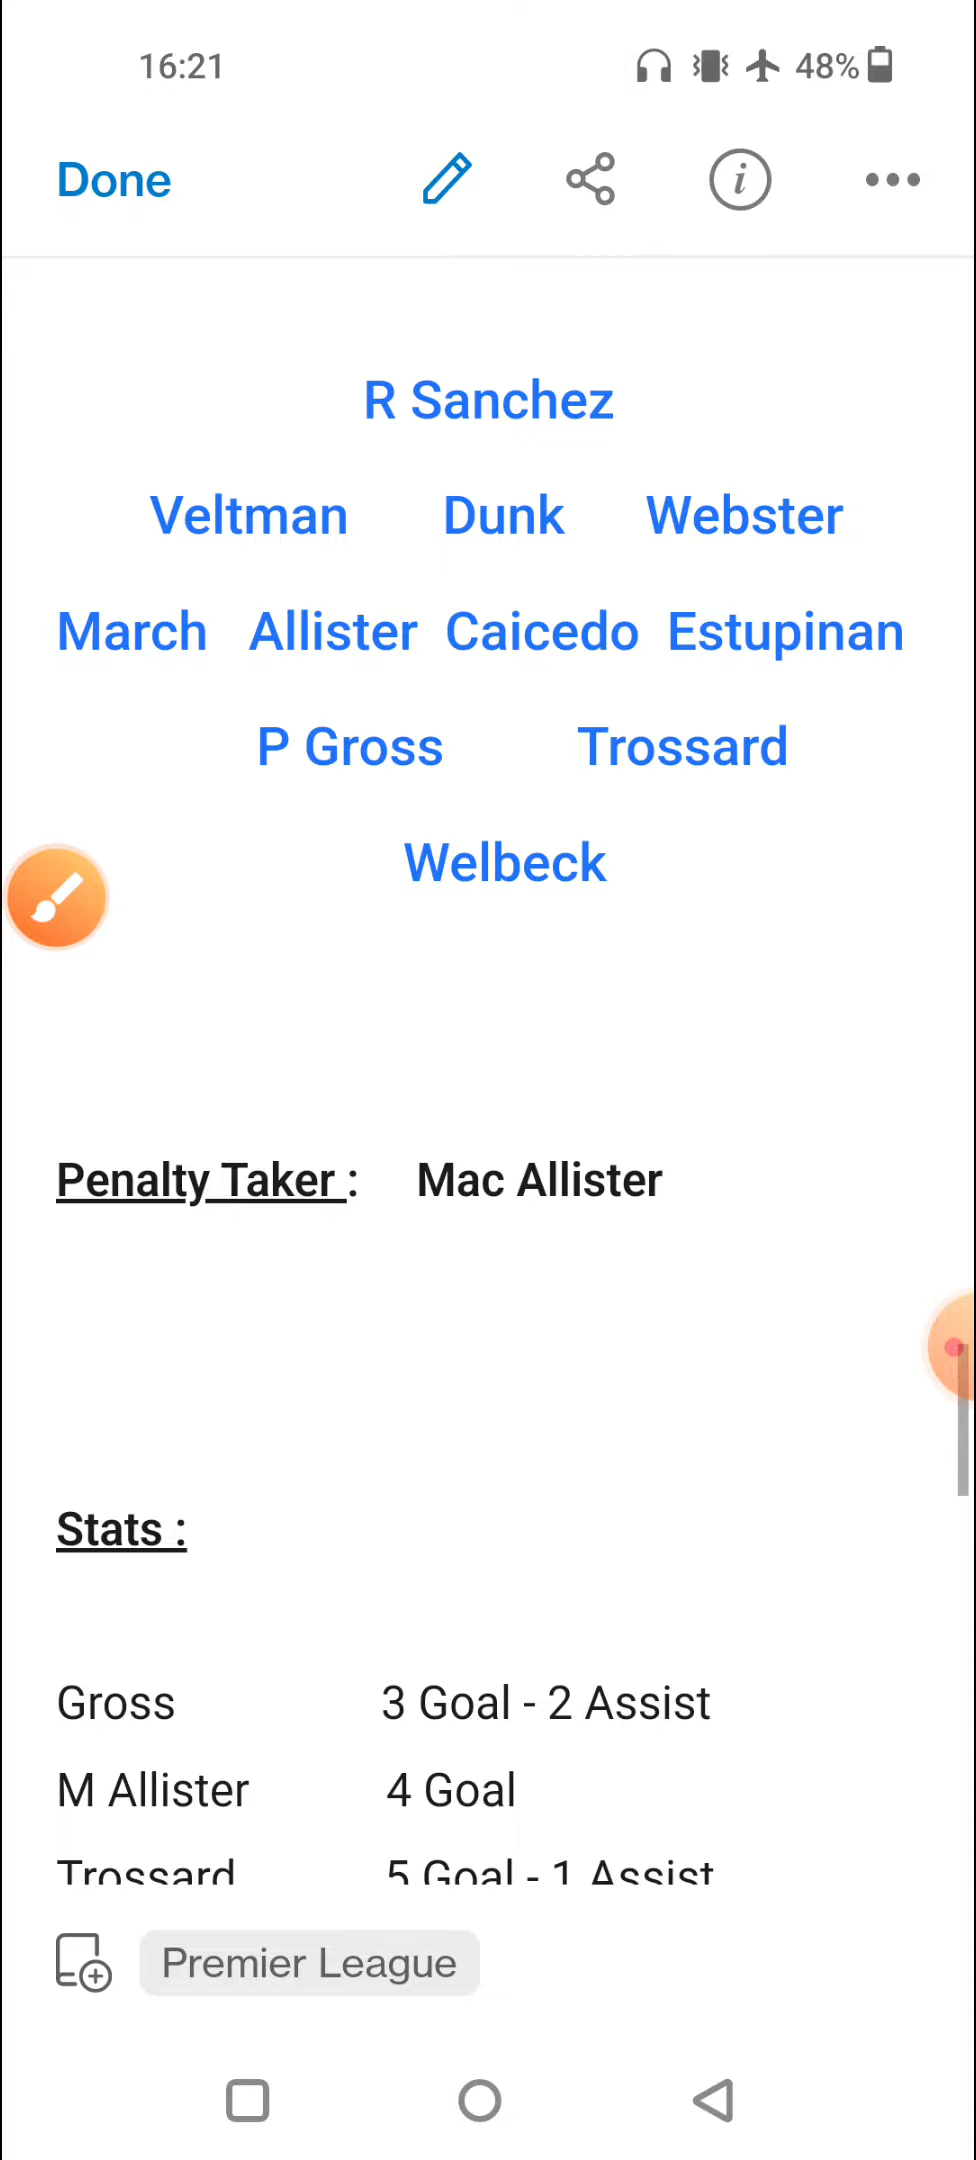 16:21 48%
Done
R Sanchez
Veltman Dunk Webster
March Allister Caicedo Estupinan
P Gross Trossard
Welbeck
Penalty Taker : Mac Allister
Stats :
Gross 3 Goal - 2 Assist
M Allister 4 Goal
Trossard 5 Goal - 1 Assist
Premier League